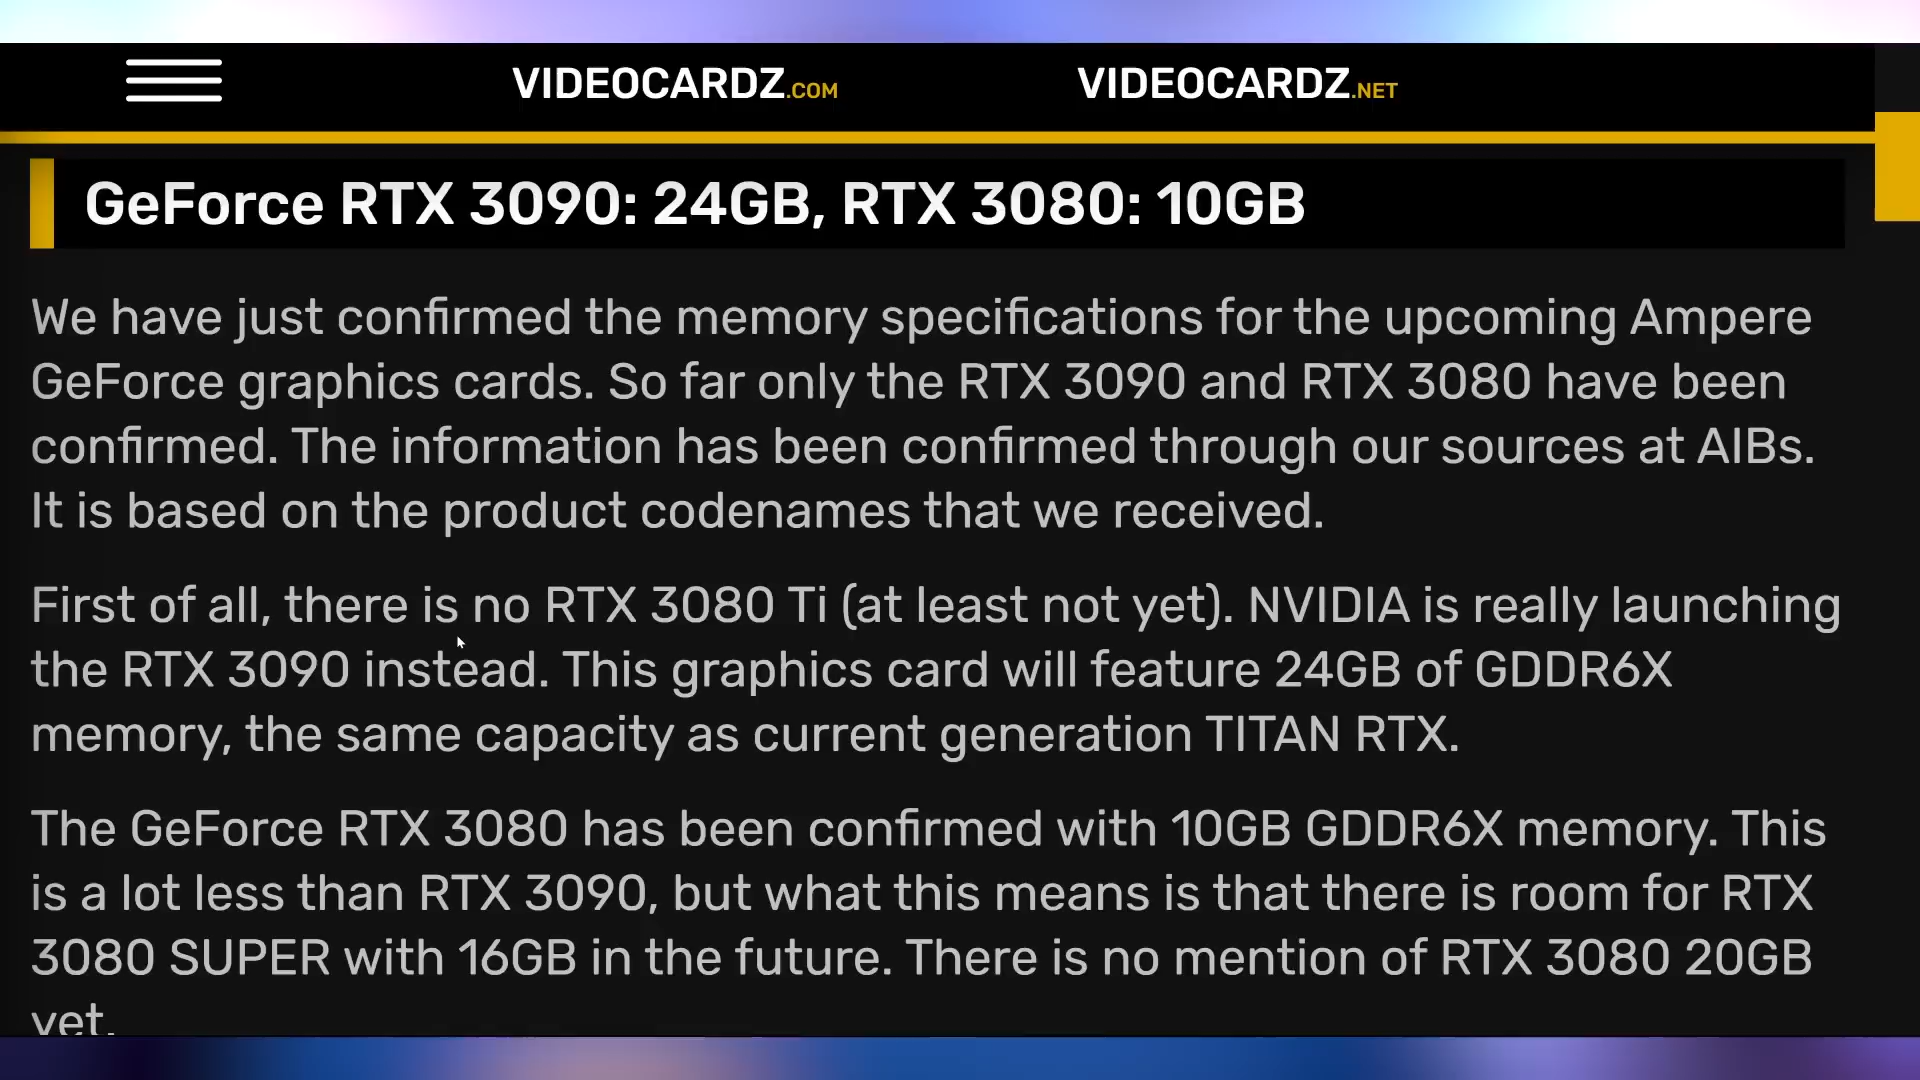 VIDEOCARDZ.COM VIDEOCARDZ.NET
GeForce RTX 3090: 24GB, RTX 3080: 10GB
We have just confirmed the memory specifications for the upcoming Ampere
GeForce graphics cards. So far only the RTX 3090 and RTX 3080 have been
confirmed. The information has been confirmed through our sources at AIBs.
It is based on the product codenames that we received.
First of all, there is no RTX 3080 Ti (at least not yet). NVIDIA is really launching
the RTX 3090 instead. This graphics card will feature 24GB of GDDR6X
memory, the same capacity as current generation TITAN RTX.
The GeForce RTX 3080 has been confirmed with 10GB GDDR6X memory. This
is a lot less than RTX 3090, but what this means is that there is room for RTX
3080 SUPER with 16GB in the future. There is no mention of RTX 3080 20GB
yet.